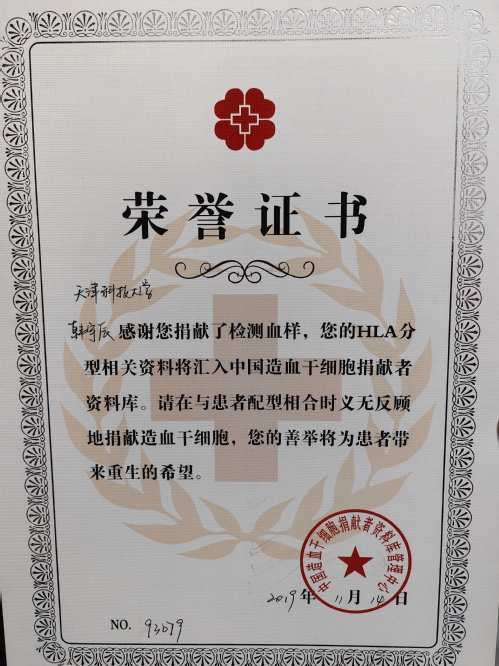 荣誉证书
天津科技大学
韩宇辰感谢您捐献了检测血样，您的HLA分
型相关资料将汇入中国造血干细胞捐献者
资料库。请在与患者配型相合时义无反顾
地捐献造血干细胞，您的善举将为患者带
来重生的希望。
中国造血干细胞捐献者资料库管理中心
2019年11月14日
NO. 93079